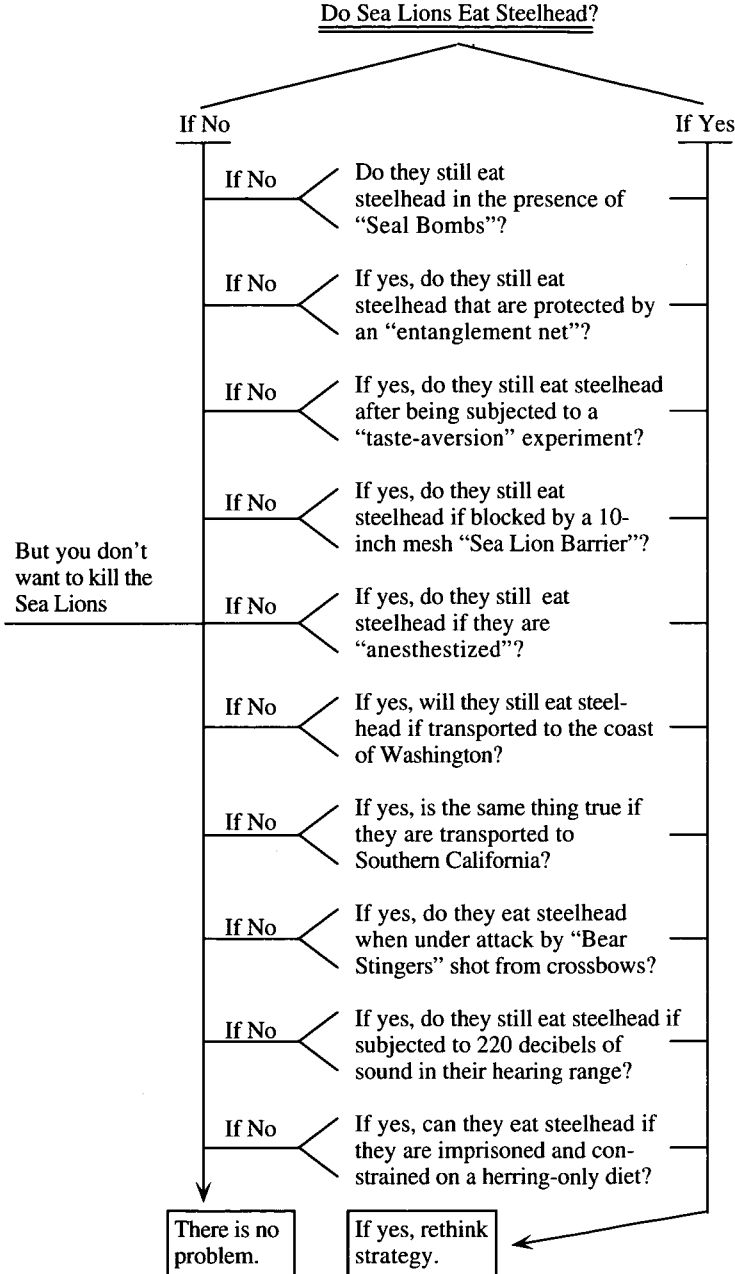 Do Sea Lions Eat Steelhead?
If No
If Yes
If No
Do they still eat
steelhead in the presence of
“Seal Bombs”?
If No
If yes, do they still eat
steelhead that are protected by
an “entanglement net”?
If No
If yes, do they still eat steelhead
after being subjected to a
“taste-aversion” experiment?
If No
If yes, do they still eat
steelhead if blocked by a 10-
inch mesh “Sea Lion Barrier”?
But you don’t
want to kill the
Sea Lions
If No
If yes, do they still eat
steelhead if they are
“anesthestized”?
If No
If yes, will they still eat steel-
head if transported to the coast
of Washington?
If No
If yes, is the same thing true if
they are transported to
Southern California?
If No
If yes, do they eat steelhead
when under attack by “Bear
Stingers” shot from crossbows?
If No
If yes, do they still eat steelhead if
subjected to 220 decibels of
sound in their hearing range?
If No
If yes, can they eat steelhead if
they are imprisoned and con-
strained on a herring-only diet?
There is no
problem.
If yes, rethink
strategy.